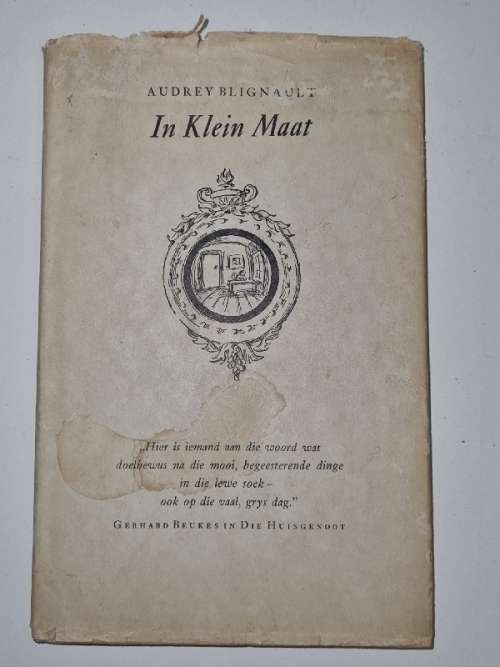 AUDREY BLIGNAULT
In Klein Maat
„Hier is iemand aan die woord wat
doelbewus na die mooi, begeesterende dinge
in die lewe soek –
ook op die vaal, grys dag.”
GERHARD BEUKES IN DIE HUISGENOOT